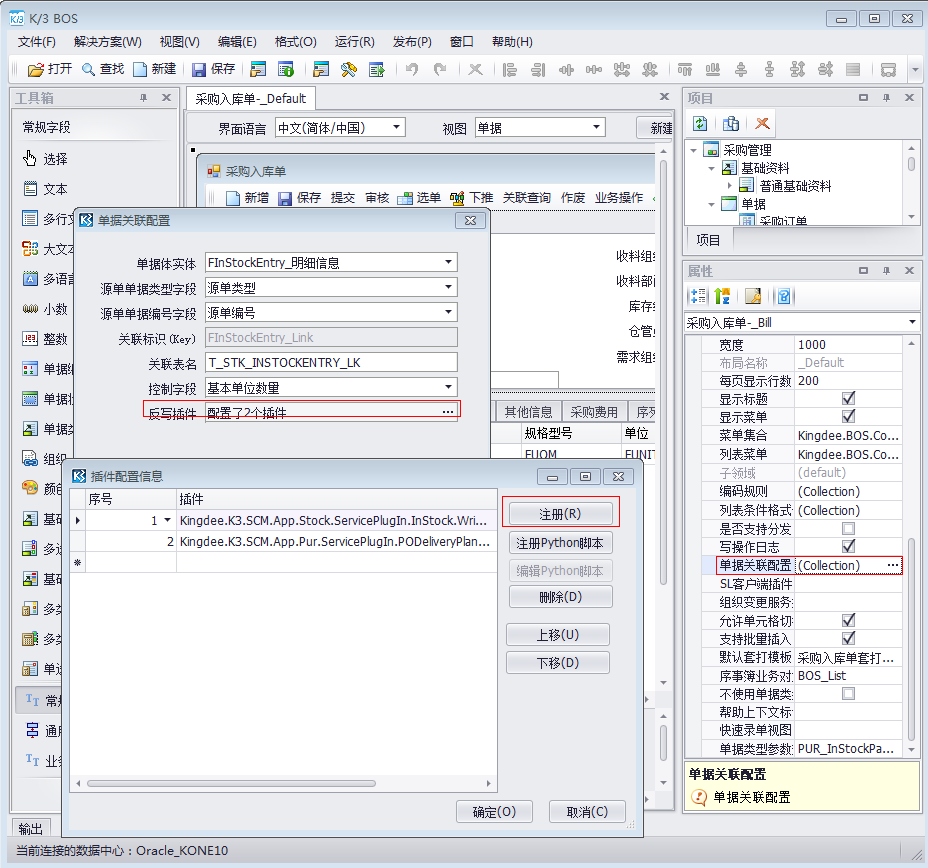 K/3 BOS
文件(F) 解决方案(W) 视图(V) 编辑(E) 格式(O) 运行(R) 发布(P) 窗口 帮助(H)
打开 查找 新建 保存
工具箱
常规字段
选择
文本
多行文
大文本
多语言
小数
整数
单据编
单据状
单据类
组织
颜色
基础
多选
基础
多类
多类
单选
常规
通用
业务
输出
采购入库单-_Default
界面语言 中文(简体/中国) 视图 单据 新建
采购入库单
新增 保存 提交 审核 选单 下推 关联查询 作废 业务操作
收料组织
收料部门
库存组
仓管
需求组织
其他信息 采购费用 序列
规格型号 单位
FUOM FUNIT
单据关联配置
单据体实体 FInStockEntry_明细信息
源单单据类型字段 源单类型
源单单据编号字段 源单编号
关联标识(Key) FInStockEntry_Link
关联表名 T_STK_INSTOCKENTRY_LK
控制字段 基本单位数量
反写插件 配置了2个插件 ...
插件配置信息
序号 插件
1 Kingdee.K3.SCM.App.Stock.ServicePlugIn.InStock.Wri...
2 Kingdee.K3.SCM.App.Pur.ServicePlugIn.PODeliveryPlan...
注册(R)
注册Python脚本
编辑Python脚本
删除(D)
上移(U)
下移(D)
确定(O) 取消(C)
项目
采购管理
基础资料
普通基础资料
单据
采购订单
项目
属性
采购入库单-_Bill
宽度 1000
布局名称 _Default
每页显示行数 200
显示标题
显示菜单
菜单集合 Kingdee.BOS.Co...
列表菜单 Kingdee.BOS.Co...
子领域 (default)
编码规则 (Collection)
列表条件格式 (Collection)
是否支持分发
写操作日志
单据关联配置 (Collection) ...
SL客户端插件
组织变更服务
允许单元格切
支持批量插入
默认套打模板 采购入库单套打...
序事簿业务对 BOS_List
不使用单据类
帮助上下文标
快速录单视图
单据类型参数 PUR_InStockPa...
单据关联配置
单据关联配置
当前连接的数据中心：Oracle_KONE10